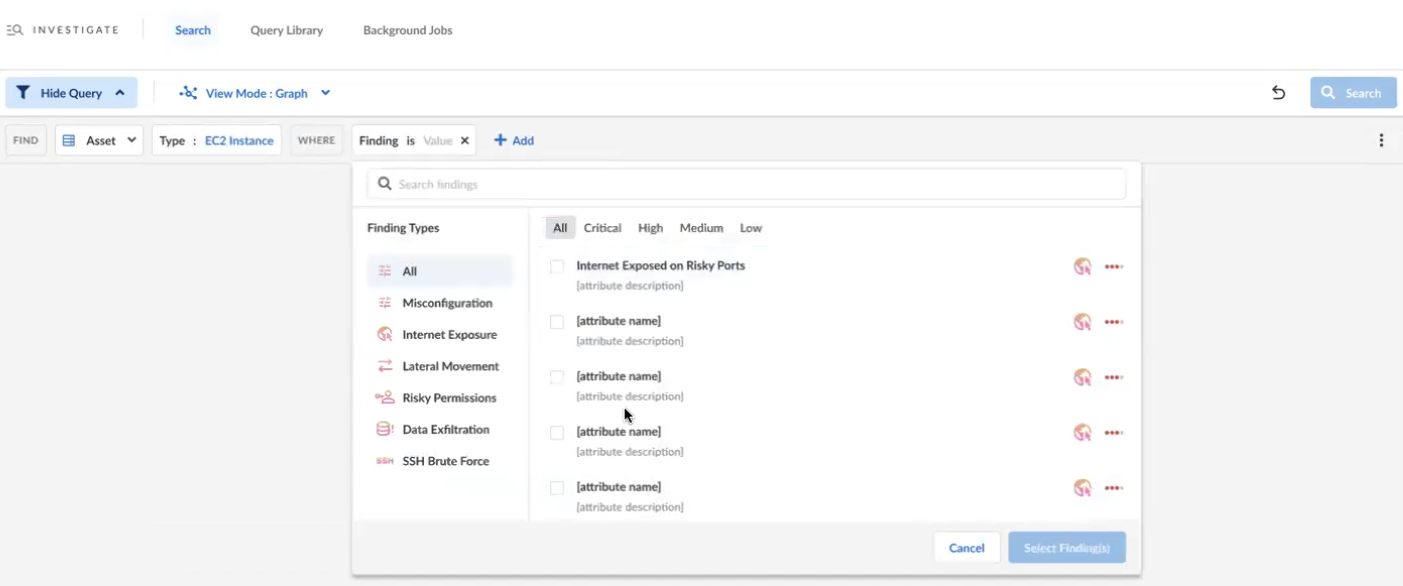 INVESTIGATE Search Query Library Background Jobs
Hide Query View Mode : Graph Search
FIND Asset Type : EC2 Instance WHERE Finding is Value × + Add
Search findings
Finding Types
All
Misconfiguration
Internet Exposure
Lateral Movement
Risky Permissions
Data Exfiltration
SSH SSH Brute Force
All Critical High Medium Low
Internet Exposed on Risky Ports
[attribute description]
[attribute name]
[attribute description]
[attribute name]
[attribute description]
[attribute name]
[attribute description]
[attribute name]
[attribute description]
Cancel Select Finding(s)